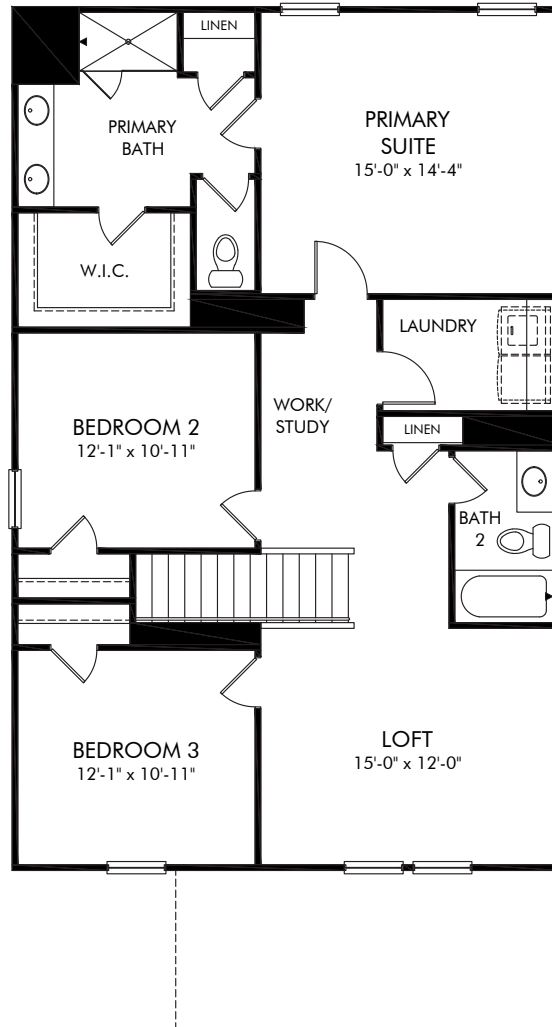 LINEN
PRIMARY
BATH
PRIMARY
SUITE
15'-0" x 14'-4"
W.I.C.
LAUNDRY
WORK/
STUDY
LINEN
BEDROOM 2
12'-1" x 10'-11"
BATH
2
BEDROOM 3
12'-1" x 10'-11"
LOFT
15'-0" x 12'-0"